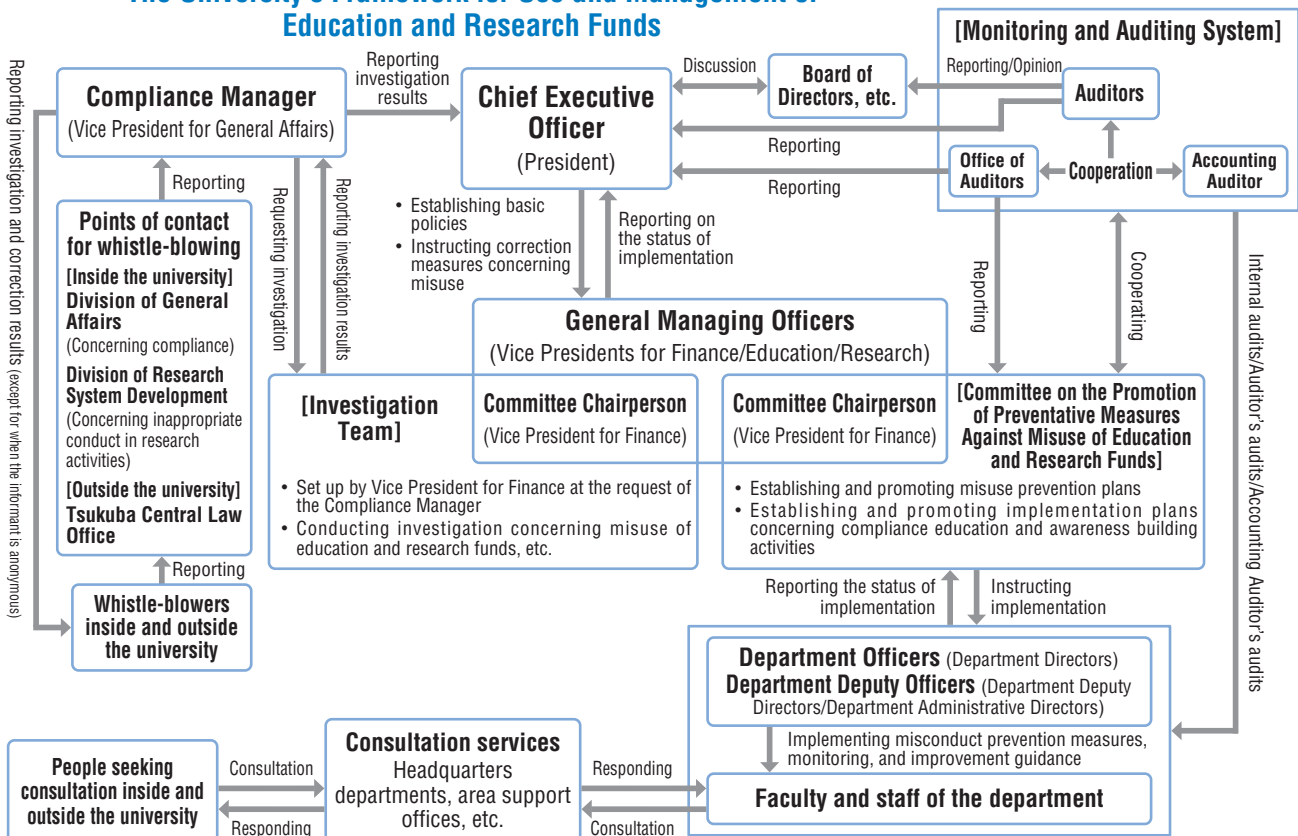 The University's Framework for Use and Management of
Education and Research Funds
[Monitoring and Auditing System]
Reporting/Opinion
Auditors
Office of
Auditors
Cooperation
Accounting
Auditor
Discussion
Board of
Directors, etc.
Reporting
Reporting
Chief Executive
Officer
(President)
Reporting
investigation
results
Compliance Manager
(Vice President for General Affairs)
Reporting investigation and correction results (except for when the informant is anonymous)
Reporting
Requesting investigation
Reporting investigation results
Points of contact
for whistle-blowing
[Inside the university]
Division of General
Affairs
(Concerning compliance)
Division of Research
System Development
(Concerning inappropriate
conduct in research
activities)
[Outside the university]
Tsukuba Central Law
Office
Reporting
Whistle-blowers
inside and outside
the university
• Establishing basic
policies
• Instructing correction
measures concerning
misuse
Reporting on
the status of
implementation
Reporting
Cooperating
Internal audits/Auditor's audits/Accounting Auditor's audits
General Managing Officers
(Vice Presidents for Finance/Education/Research)
[Investigation
Team]
Committee Chairperson
(Vice President for Finance)
• Set up by Vice President for Finance at the request of
the Compliance Manager
• Conducting investigation concerning misuse of
education and research funds, etc.
Committee Chairperson
(Vice President for Finance)
[Committee on the Promotion
of Preventative Measures
Against Misuse of Education
and Research Funds]
• Establishing and promoting misuse prevention plans
• Establishing and promoting implementation plans
concerning compliance education and awareness building
activities
Reporting the status of
implementation
Instructing
implementation
Department Officers (Department Directors)
Department Deputy Officers (Department Deputy
Directors/Department Administrative Directors)
Implementing misconduct prevention measures,
monitoring, and improvement guidance
Faculty and staff of the department
People seeking
consultation inside and
outside the university
Consultation
Responding
Consultation services
Headquarters
departments, area support
offices, etc.
Responding
Consultation